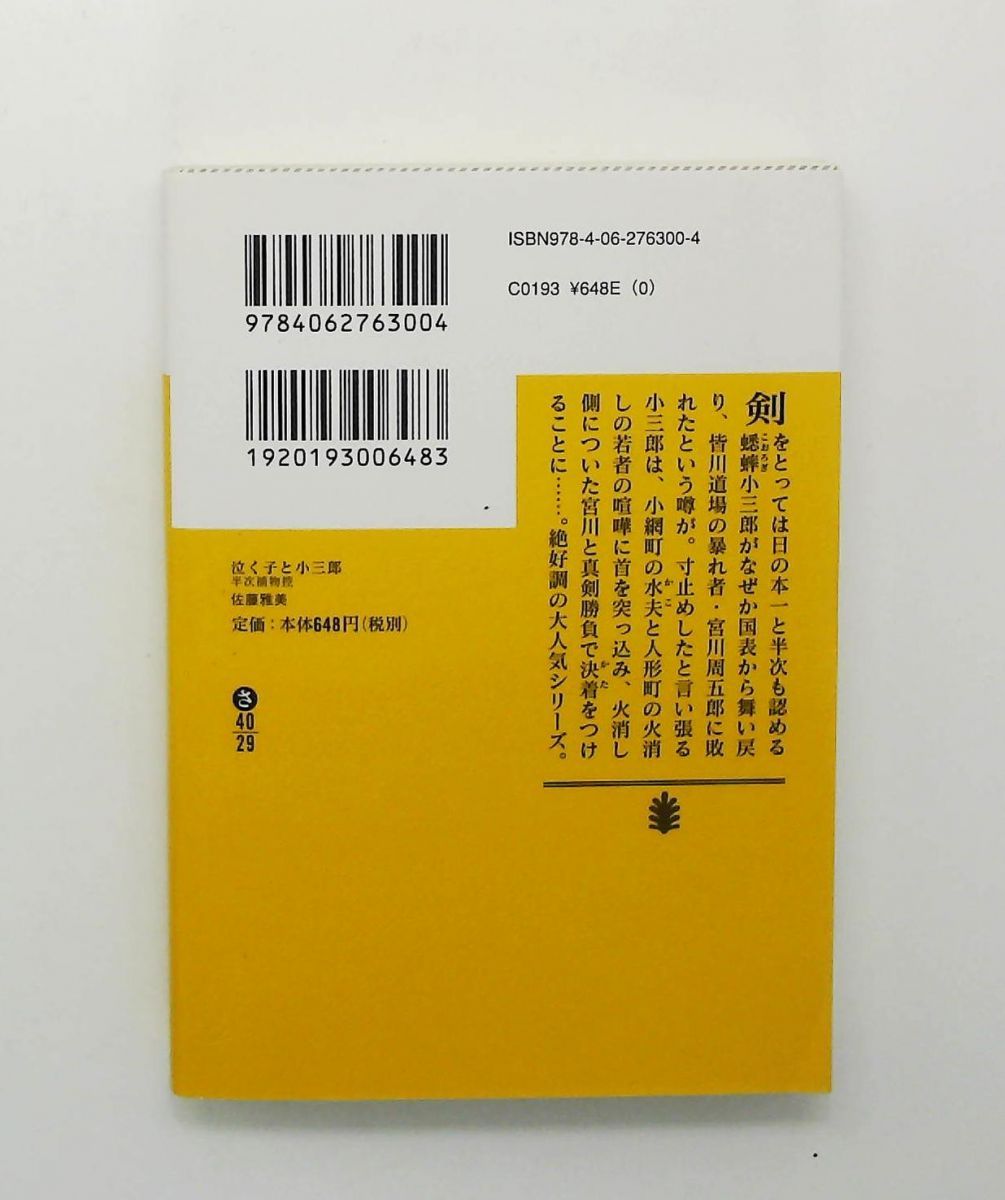 ISBN978-4-06-276300-4
C0193 ¥648E (0)
9784062763004
1920193006483
剣をとっては日の本一と半次も認める
蟋蟀小三郎がなぜか国表から舞い戻
こおろぎ
り、皆川道場の暴れ者・宮川周五郎に敗
れたという噂が。寸止めしたと言い張る
小三郎は、小網町の水夫と人形町の火消
かこ
しの若者の喧嘩に首を突っ込み、火消し
側についた宮川と真剣勝負で決着をつけ
かた
ることに……。絶好調の大人気シリーズ。
泣く子と小三郎
半次捕物控
佐藤雅美
定価:本体648円(税別)
さ
40
29